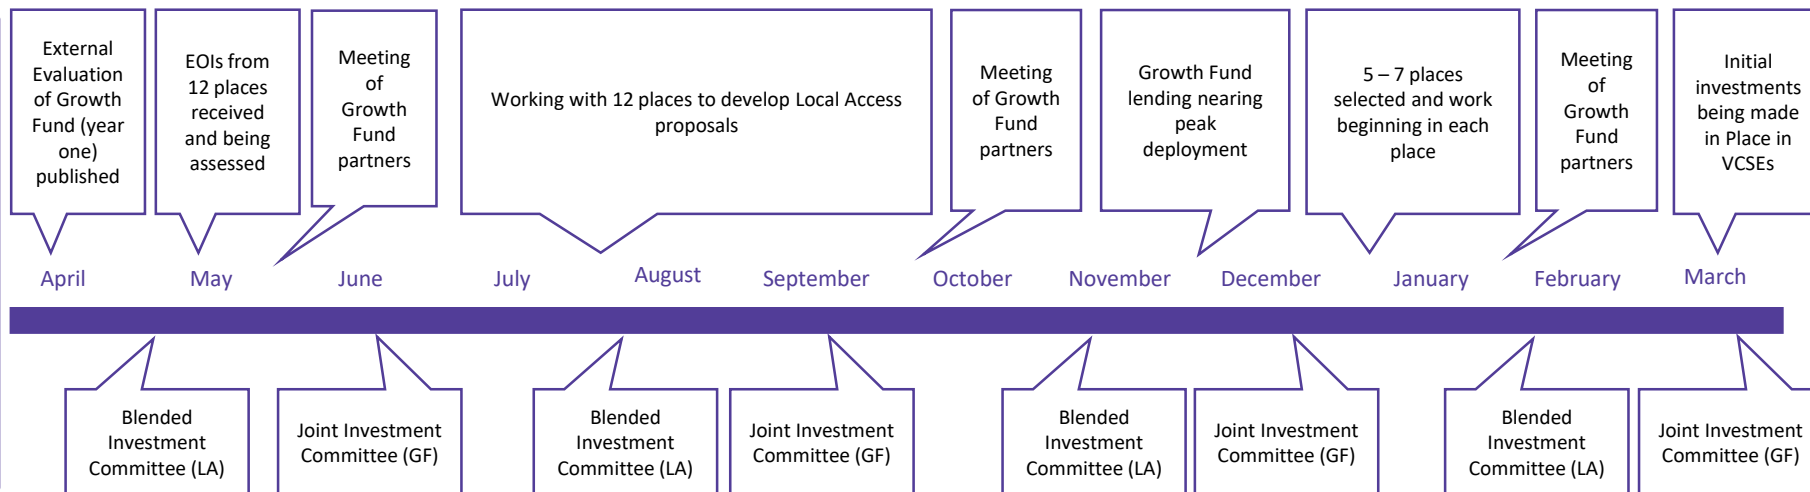 External
Evaluation
of Growth
Fund (year
one)
published
EOIs from
12 places
received
and being
assessed
Meeting
of
Growth
Fund
partners
Working with 12 places to develop Local Access
proposals
Meeting
of Growth
Fund
partners
Growth Fund
lending nearing
peak
deployment
5 – 7 places
selected and work
beginning in each
place
Meeting
of
Growth
Fund
partners
Initial
investments
being made
in Place in
VCSEs
April
May
June
July
August
September
October
November
December
January
February
March
Blended
Investment
Committee (LA)
Joint Investment
Committee (GF)
Blended
Investment
Committee (LA)
Joint Investment
Committee (GF)
Blended
Investment
Committee (LA)
Joint Investment
Committee (GF)
Blended
Investment
Committee (LA)
Joint Investment
Committee (GF)